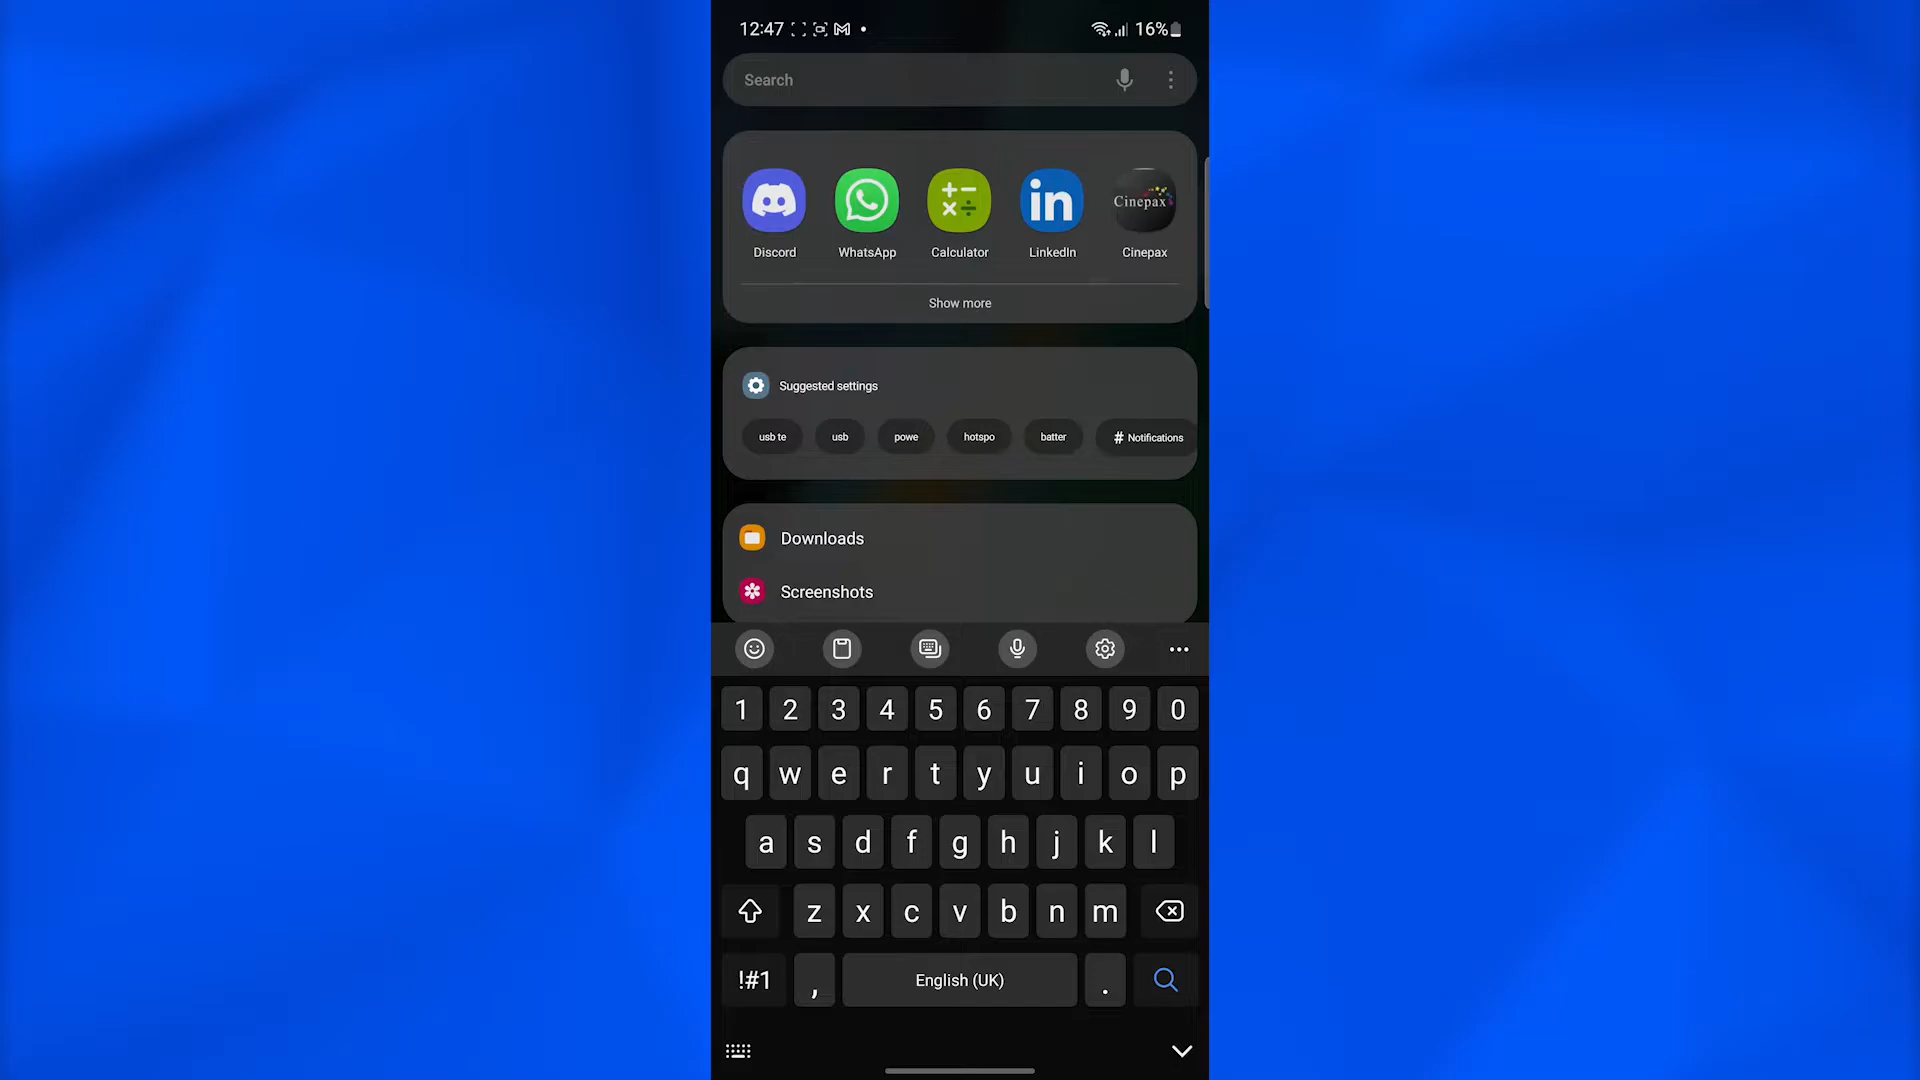 12:47 16%
Search
in Cinepax
Discord WhatsApp Calculator LinkedIn Cinepax
Show more
Suggested settings
usb te usb powe hotspo batter # Notifications
Downloads
Screenshots
1 2 3 4 5 6 7 8 9 0
q w e r t y u i o p
a s d f g h j k l
z x c v b n m
!#1 , English (UK) .